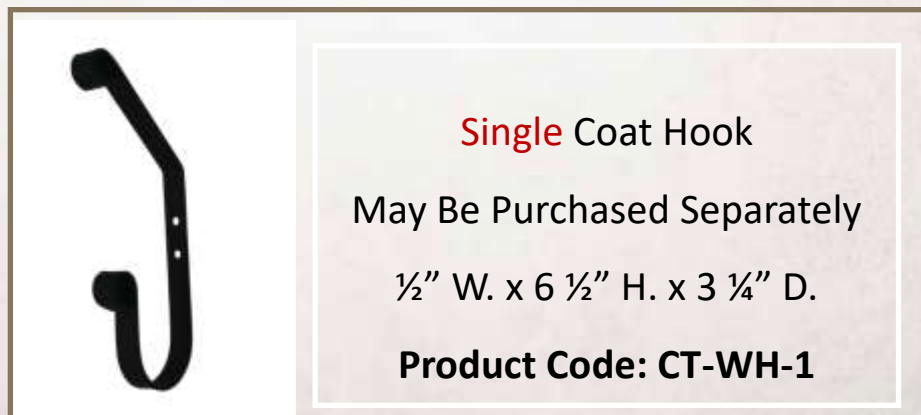 Single Coat Hook
May Be Purchased Separately
½” W. x 6 ½” H. x 3 ¼” D.
Product Code: CT-WH-1